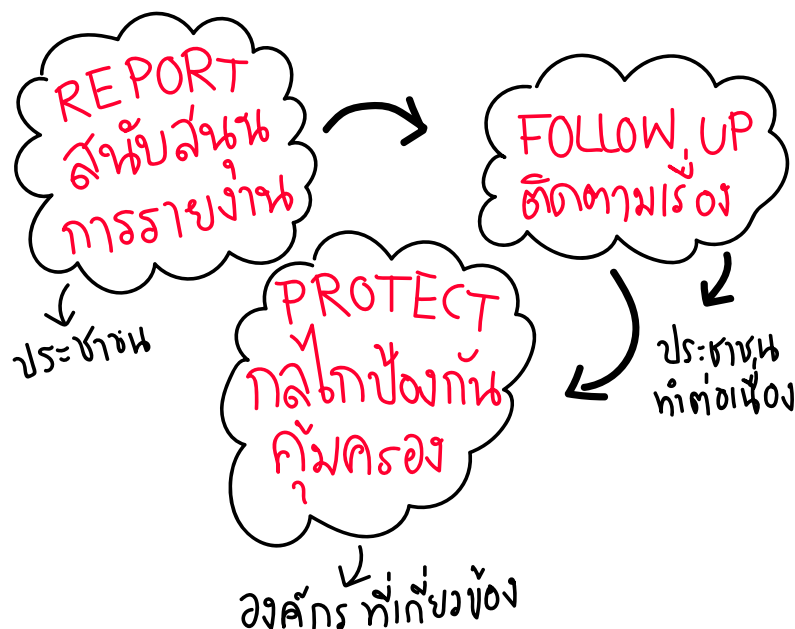 REPORT
สนับสนุน
การรายงาน
ประชาชน
FOLLOW UP
ติดตามเรื่อง
ประชาชน
ทำต่อเนื่อง
PROTECT
กลไกป้องกัน
คุ้มครอง
องค์กร ที่เกี่ยวข้อง